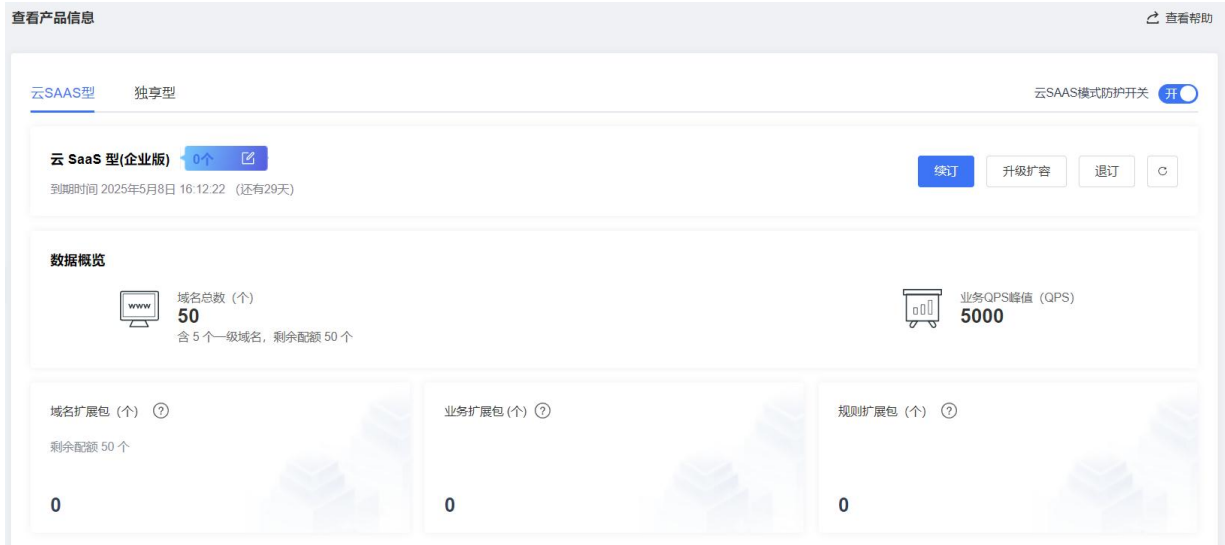 查看产品信息
查看帮助
云SAAS型 独享型
云SAAS模式防护开关 开
云 SaaS 型(企业版) 0个
到期时间 2025年5月8日 16:12:22 (还有29天)
续订 升级扩容 退订
数据概览
www
域名总数(个)
50
含 5 个一级域名,剩余配额 50 个
业务QPS峰值(QPS)
5000
域名扩展包(个) ?
剩余配额 50 个
0
业务扩展包(个) ?
0
规则扩展包(个) ?
0